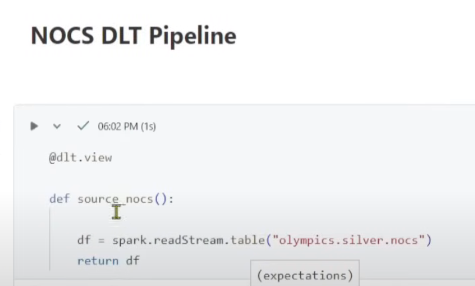 NOCS DLT Pipeline
06:02 PM (1s)
@dlt.view
def source_nocs():
df = spark.readStream.table("olympics.silver.nocs")
return df
(expectations)